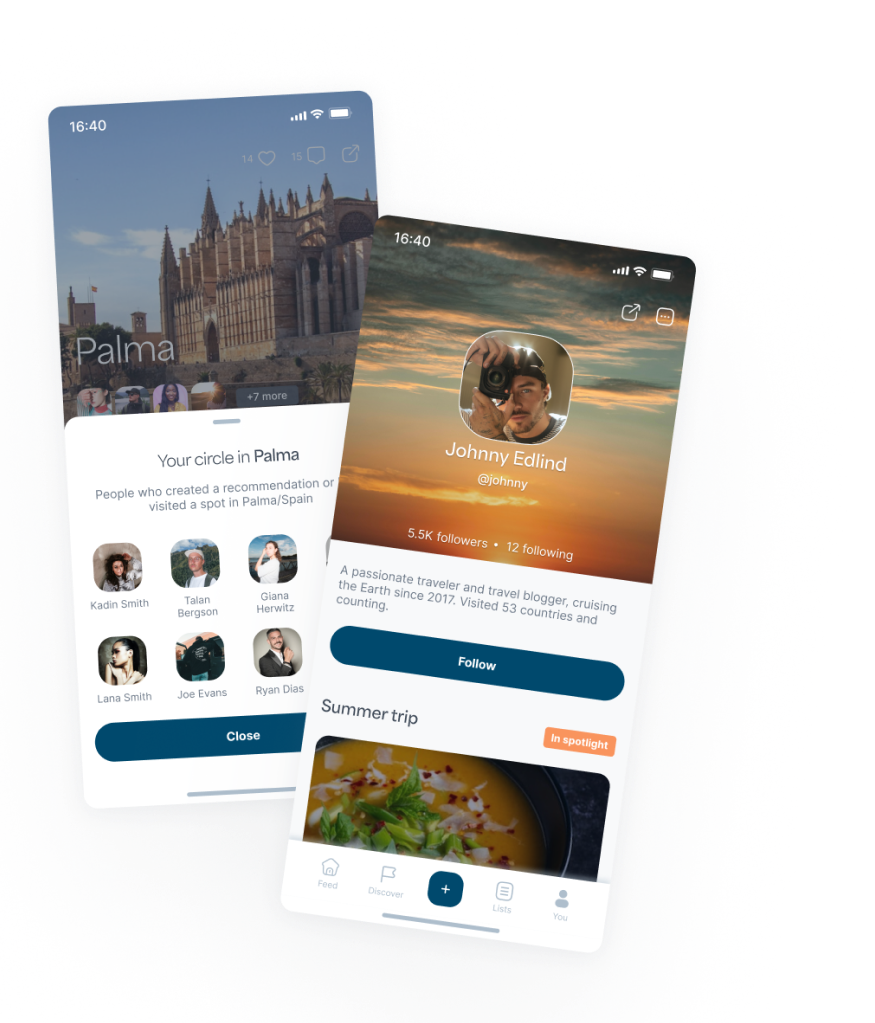 16:40
14
15
Palma
+7 more
Your circle in Palma
People who created a recommendation or
visited a spot in Palma/Spain
Kadin Smith
Talan
Bergson
Giana
Herwitz
Lana Smith
Joe Evans
Ryan Dias
Close
16:40
Johnny Edlind
@johnny
5.5K followers • 12 following
A passionate traveler and travel blogger, cruising
the Earth since 2017. Visited 53 countries and
counting.
Follow
Summer trip
In spotlight
Feed
Discover
+
Lists
You